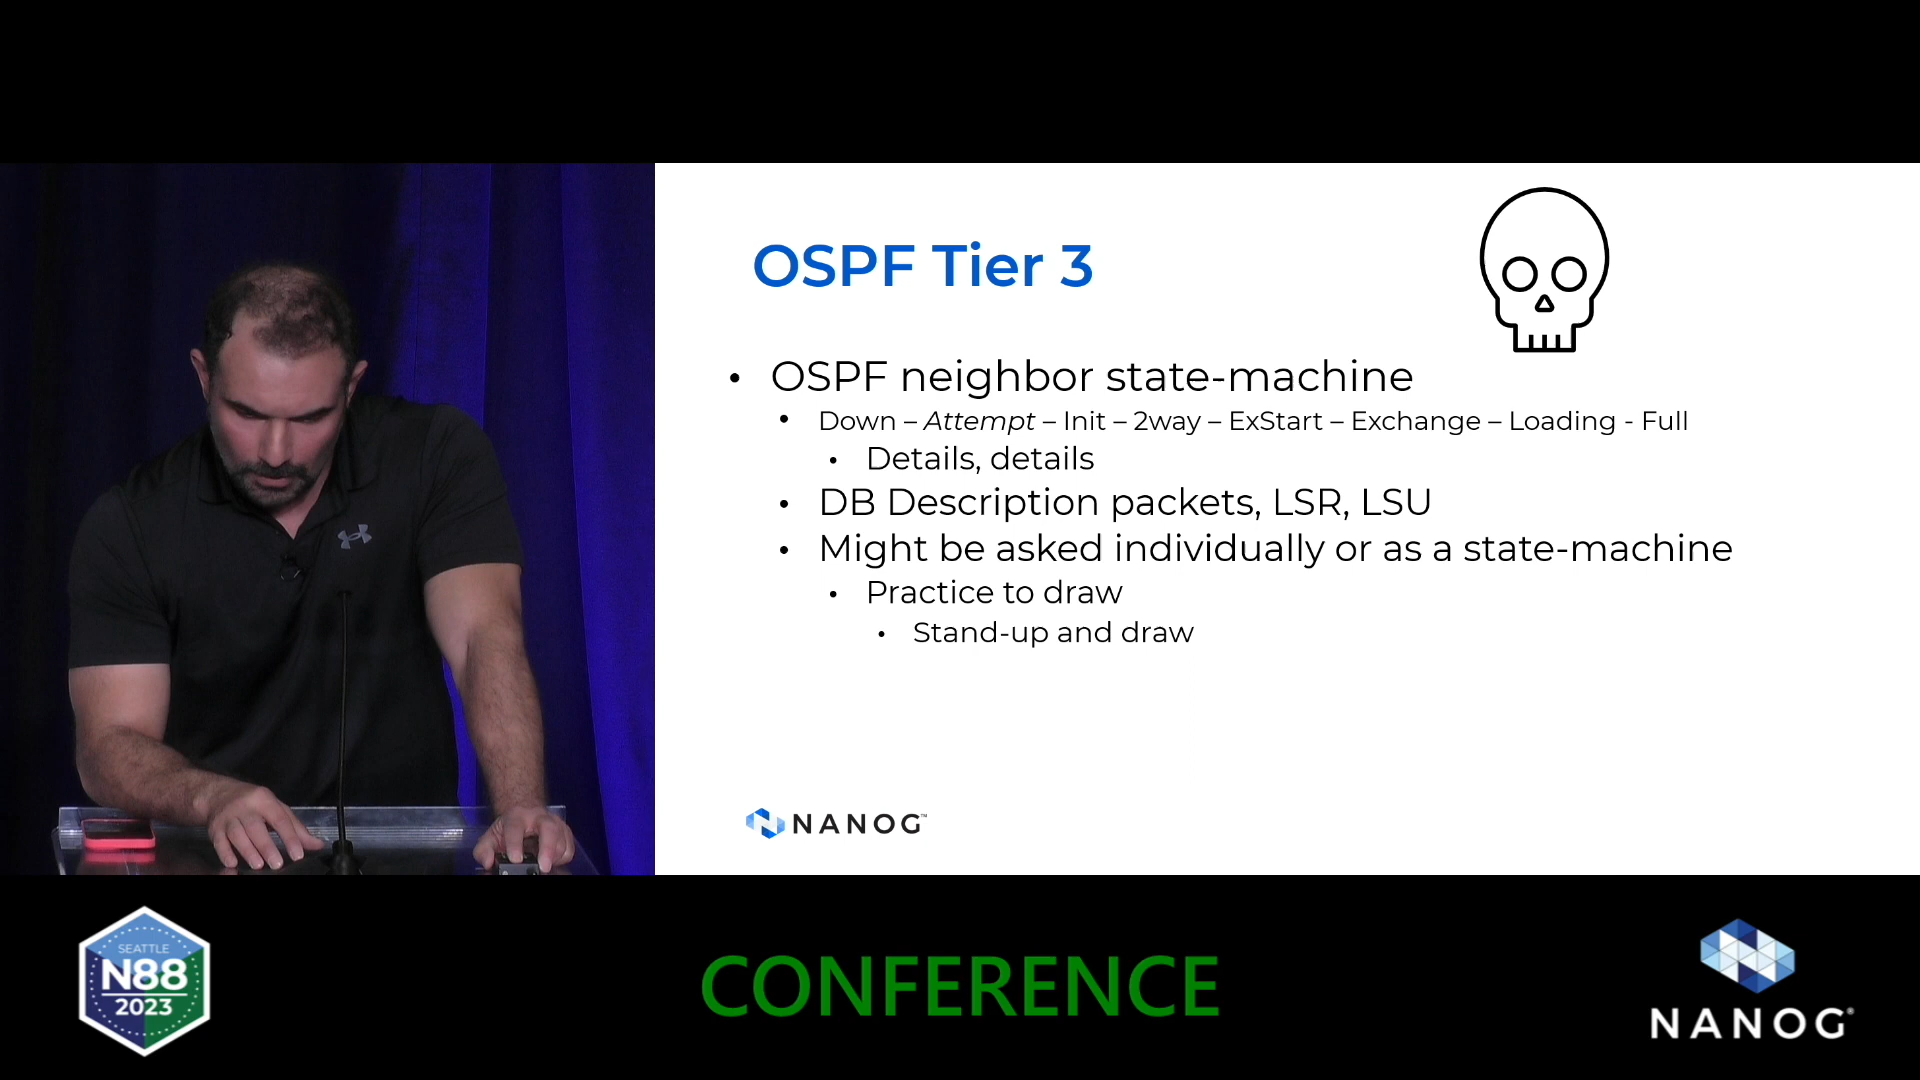 OSPF Tier 3
• OSPF neighbor state-machine
• Down – Attempt – Init – 2way – ExStart – Exchange – Loading - Full
• Details, details
• DB Description packets, LSR, LSU
• Might be asked individually or as a state-machine
• Practice to draw
• Stand-up and draw
NANOG™
SEATTLE
N88
2023
CONFERENCE
NANOG®